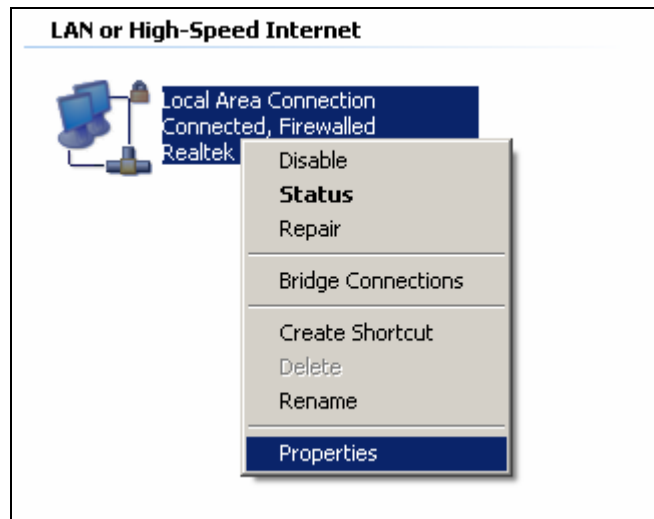 LAN or High-Speed Internet
Local Area Connection
Connected, Firewalled
Realtek
Disable
Status
Repair
Bridge Connections
Create Shortcut
Delete
Rename
Properties